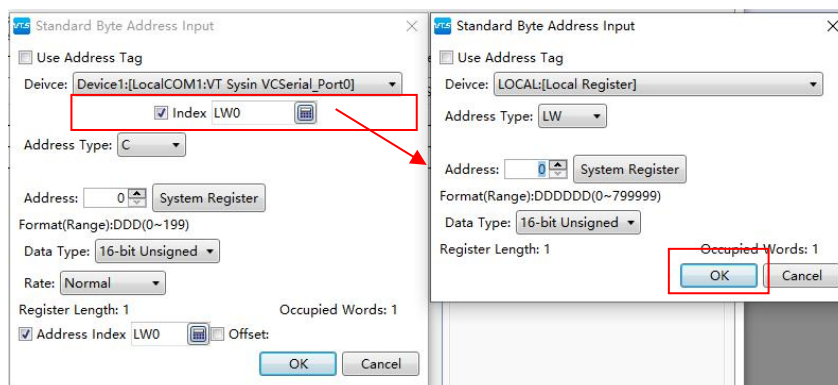 VT.S Standard Byte Address Input
Use Address Tag
Deivce: Device1:[LocalCOM1:VT Sysin VCSerial_Port0]
Index LW0
Address Type: C
Address: 0 System Register
Format(Range):DDD(0~199)
Data Type: 16-bit Unsigned
Rate: Normal
Register Length: 1 Occupied Words: 1
Address Index LW0 Offset:
OK Cancel
VT.S Standard Byte Address Input
Use Address Tag
Deivce: LOCAL:[Local Register]
Address Type: LW
Address: 0 System Register
Format(Range):DDDDDD(0~799999)
Data Type: 16-bit Unsigned
Register Length: 1 Occupied Words: 1
OK Cancel